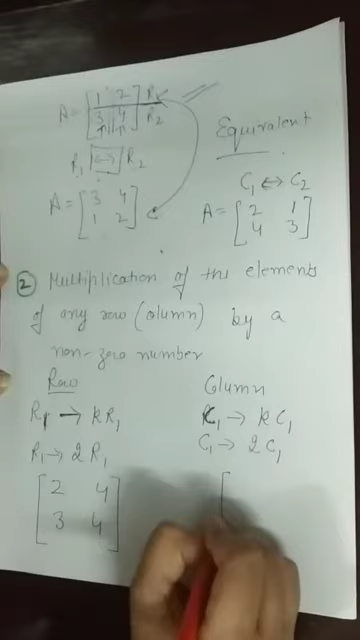 A = [1 2] R1
[3 4] R2
R1 ↔ R2
A = [3 4]
[1 2]
Equivalent
C1 ↔ C2
A = [2 1]
[4 3]
② Multiplication of the elements
of any row (column) by a
non-zero number
Row
R1 → kR1
R1 → 2R1
[2 4]
[3 4]
Column
C1 → kC1
C1 → 2C1
[